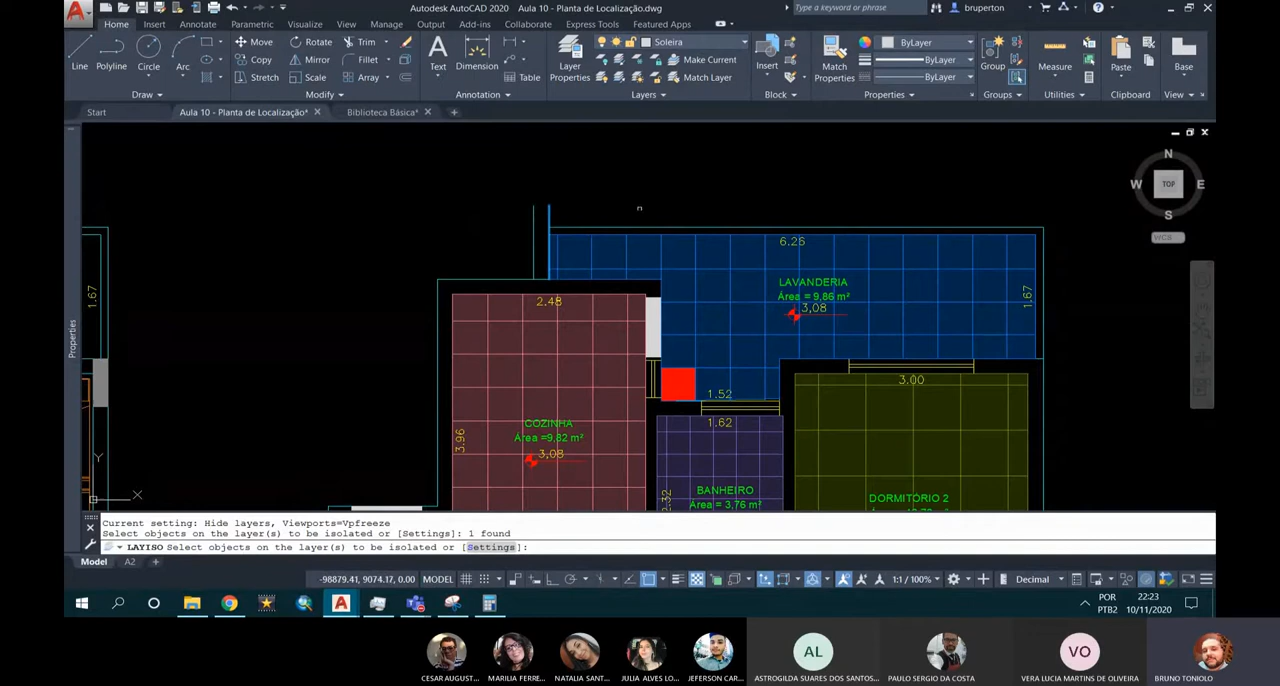 Autodesk AutoCAD 2020 Aula 10 - Planta de Localização.dwg
Type a keyword or phrase
bruperton
Home Insert Annotate Parametric View Manage Output Add-ins Collaborate Express Tools Featured Apps
Line Polyline Circle Arc
Move Rotate Trim
Copy Mirror Fillet
Stretch Scale Array
Text Dimension Table
Layer Properties
Soleira
Make Current
Match Layer
Insert
Match Properties
ByLayer
ByLayer
ByLayer
Group Measure Paste Base
Draw Modify Annotation Layers Block Properties Groups Utilities Clipboard View
Start Aula 10 - Planta de Localização* Biblioteca Básica*
N
W TOP E
S
WCS
Properties
6.26
LAVANDERIA
Área = 9,86 m²
3,08
1.67
1.67
2.48
1.52
1.62
3.00
COZINHA
Área =9,82 m²
3,08
3.96
BANHEIRO
Área = 3,76 m²
2.32
DORMITÓRIO 2
Y
X
Current setting: Hide layers, Viewports=Vpfreeze
Select objects on the layer(s) to be isolated or [Settings]: 1 found
LAYISO Select objects on the layer(s) to be isolated or [Settings]:
Model A2
-98879.41, 9074.17, 0.00 MODEL 1:1 / 100% Decimal
POR
PTB2
22:23
10/11/2020
AL
VO
CESAR AUGUST... MARILIA FERRE... NATALIA SANT... JULIA ALVES LO... JEFERSON CAR... ASTROGILDA SUARES DOS SANTOS... PAULO SERGIO DA COSTA VERA LUCIA MARTINS DE OLIVEIRA BRUNO TONIOLO